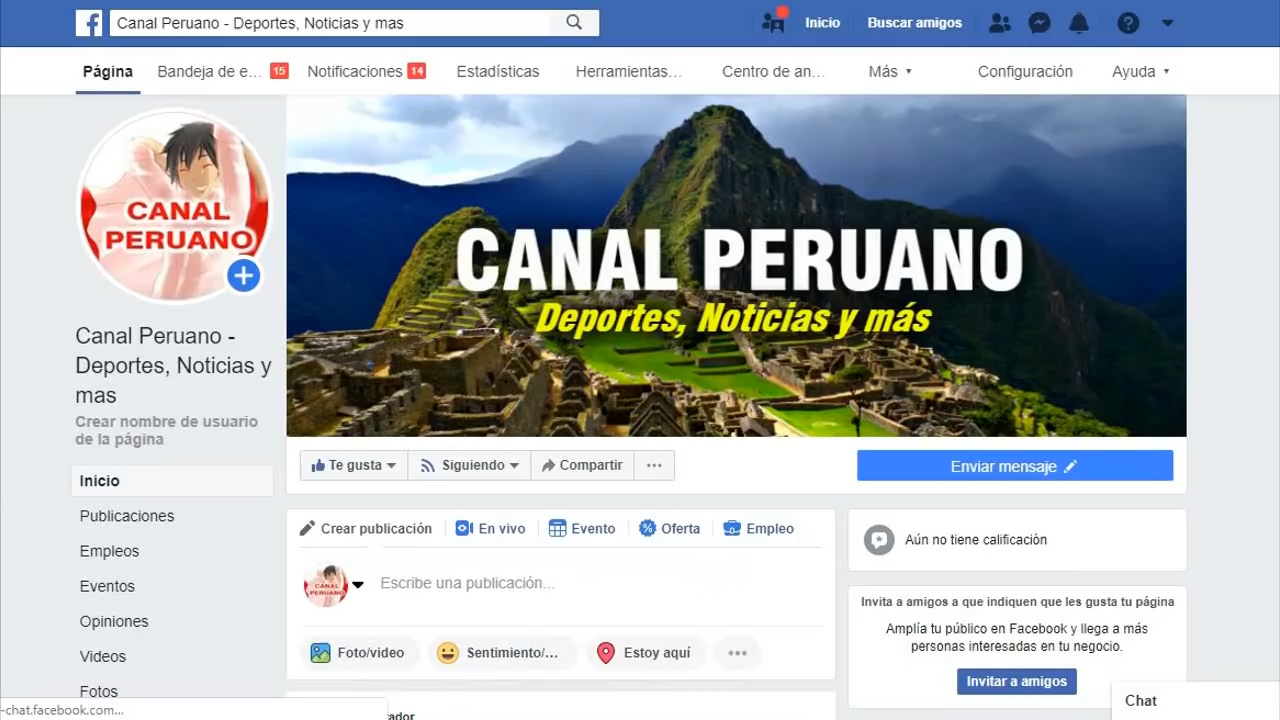 Canal Peruano - Deportes, Noticias y mas
Inicio
Buscar amigos
Página
Bandeja de e... 15
Notificaciones 14
Estadísticas
Herramientas...
Centro de an...
Más
Configuración
Ayuda
CANAL
PERUANO
CANAL PERUANO
Deportes, Noticias y más
Canal Peruano -
Deportes, Noticias y
mas
Crear nombre de usuario
de la página
Inicio
Publicaciones
Empleos
Eventos
Opiniones
Videos
Fotos
Te gusta
Siguiendo
Compartir
Enviar mensaje
Crear publicación
En vivo
Evento
Oferta
Empleo
CANAL
PERUANO
Escribe una publicación...
Foto/video
Sentimiento/...
Estoy aquí
Aún no tiene calificación
Invita a amigos a que indiquen que les gusta tu página
Amplía tu público en Facebook y llega a más
personas interesadas en tu negocio.
Invitar a amigos
Chat
-chat.facebook.com...